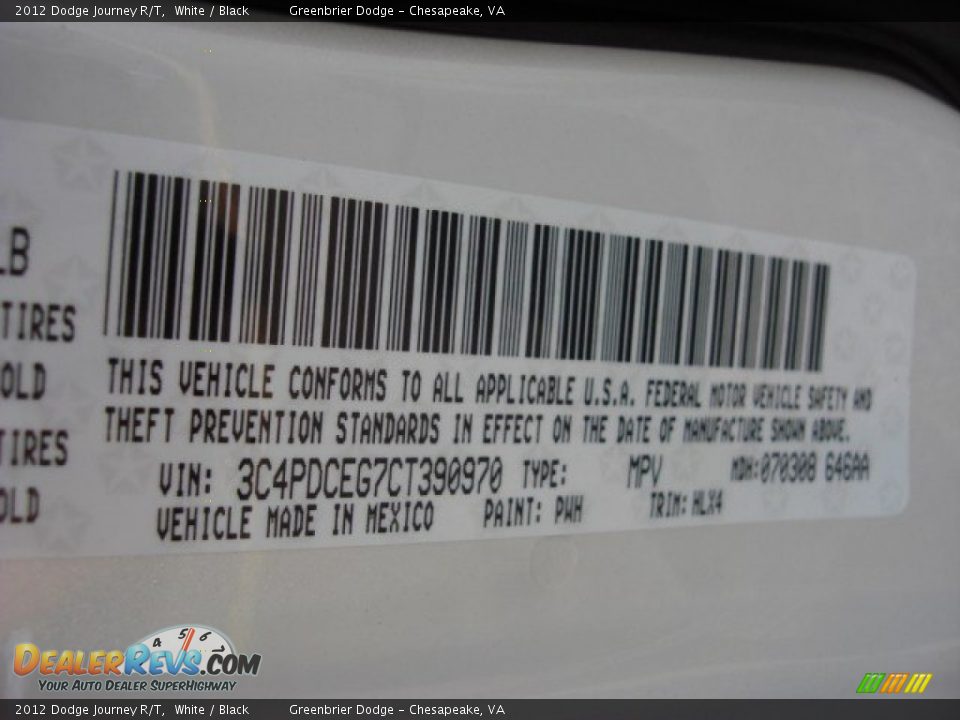 2012 Dodge Journey R/T, White / Black Greenbrier Dodge - Chesapeake, VA
LB
TIRES
OLD
TIRES
OLD
THIS VEHICLE CONFORMS TO ALL APPLICABLE U.S.A. FEDERAL MOTOR VEHICLE SAFETY AND
THEFT PREVENTION STANDARDS IN EFFECT ON THE DATE OF MANUFACTURE SHOWN ABOVE.
VIN: 3C4PDCEG7CT390970 TYPE: MPV MDH:070308 646AA
VEHICLE MADE IN MEXICO PAINT: PWH TRIM: HLX4
4 5 6
DEALERREVS.COM
YOUR AUTO DEALER SUPERHIGHWAY
2012 Dodge Journey R/T, White / Black Greenbrier Dodge - Chesapeake, VA